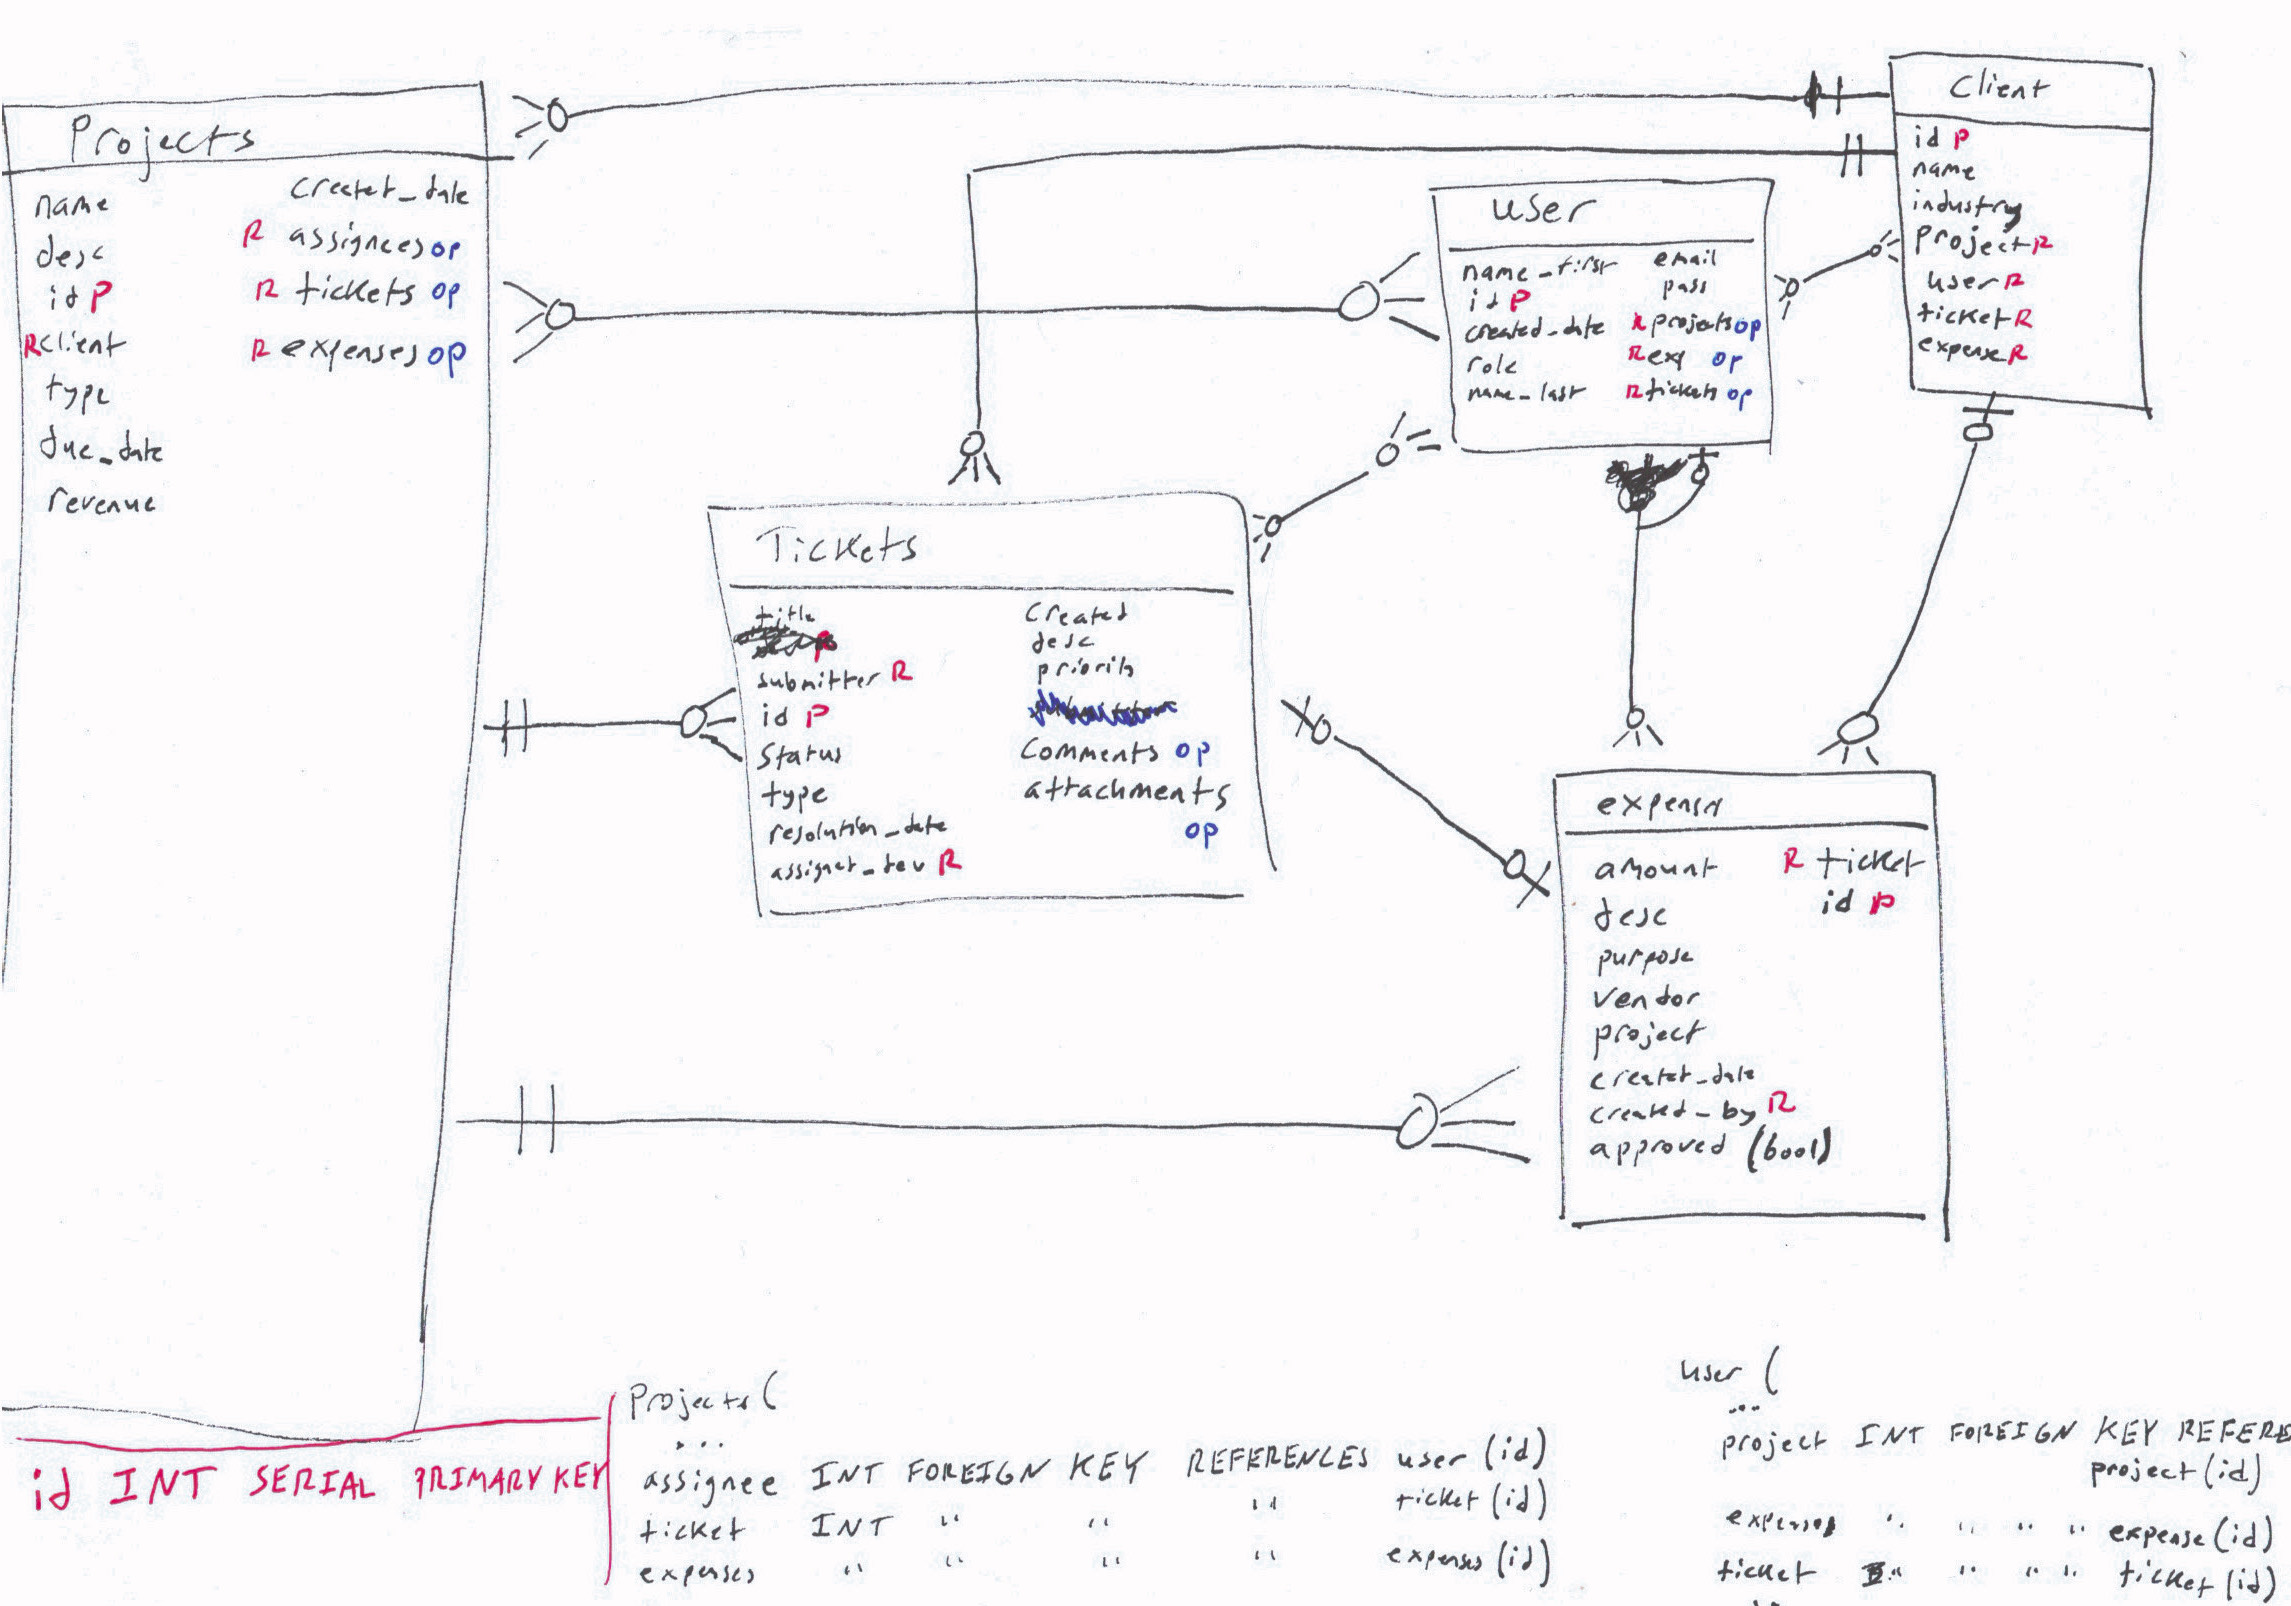 Projects
name
desc
id P
R client
type
due_date
revenue
created_date
R assignees op
R tickets op
R expenses op
Client
id P
name
industry
project R
user R
ticket R
expense R
user
name_first
id P
created_date
role
name_last
email
pass
R projects op
R exp op
R tickets op
Tickets
title
submitter R
id P
status
type
resolution_date
assigned_dev R
created
desc
priority
comments op
attachments
op
amount
desc
purpose
vendor
project
created_date
created_by R
approved (bool)
R ticket
id P
id INT SERIAL PRIMARY KEY
Projects (
...
assignee INT FOREIGN KEY REFERENCES user (id)
ticket INT " " " ticket (id)
expenses " " " " expenses (id)
user (
...
project INT FOREIGN KEY REFERE
project (id)
expenses " " " " expense (id)
ticket " " " " ticket (id)